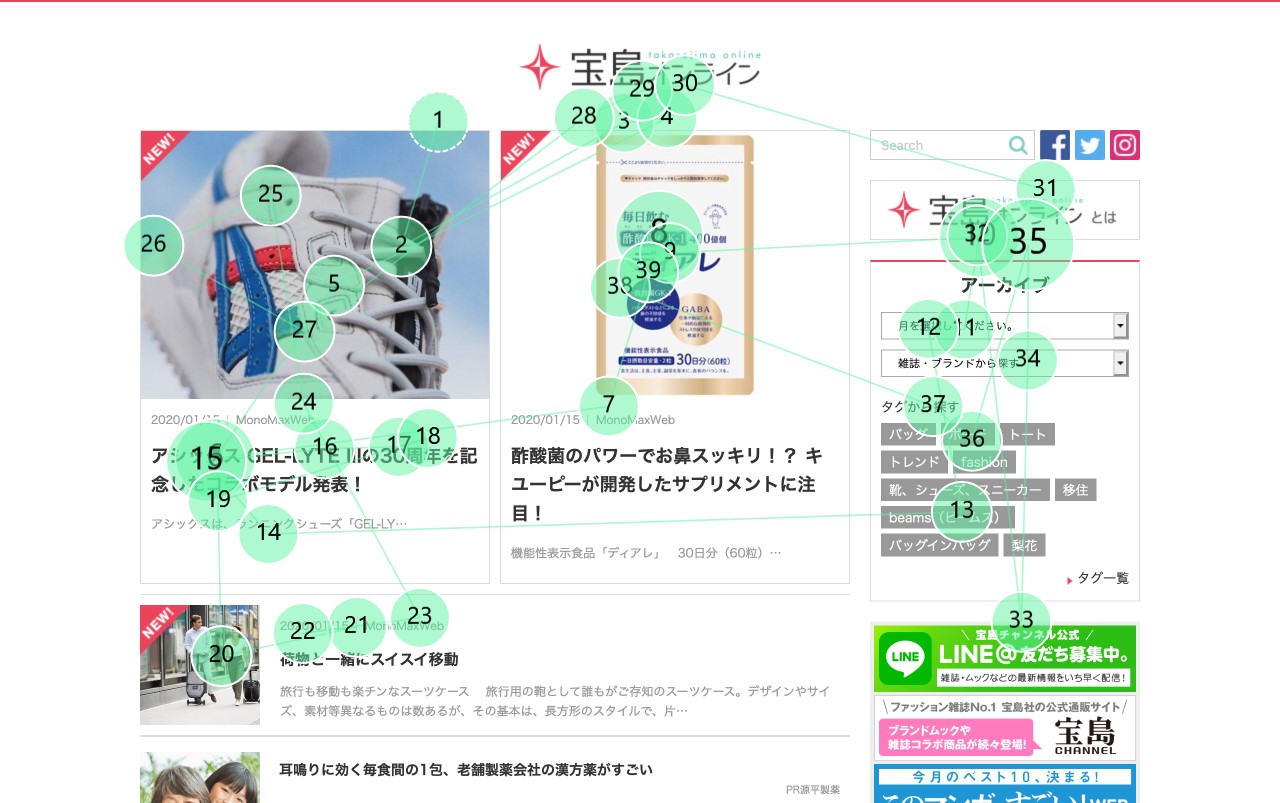 takarajima online
宝島オンライン
NEW!
NEW!
Search
毎日飲む
GABA
機能性表示食品
30日分(60粒)
宝島オンライン とは
アーカイブ
月を選択してください。
雑誌・ブランドから探す
タグから探す
トート
トレンド
fashion
靴、シューズ、スニーカー
移住
beams（ビームス）
バッグインバッグ
梨花
タグ一覧
2020/01/15 | MonoMaxWeb
アシックス GEL-LYTE IIIの30周年を記
念したコラボモデル発表！
アシックスは、ランニングシューズ「GEL-LY…
2020/01/15 | MonoMaxWeb
酢酸菌のパワーでお鼻スッキリ！？ キ
ユーピーが開発したサプリメントに注
目！
機能性表示食品「ディアレ」　30日分（60粒）…
NEW!
2020/01/15 | MonoMaxWeb
荷物と一緒にスイスイ移動
旅行も移動も楽チンなスーツケース　旅行用の鞄として誰もがご存知のスーツケース。デザインやサイ
ズ、素材等異なるものは数あるが、その基本は、長方形のスタイルで、片…
耳鳴りに効く毎食間の1包、老舗製薬会社の漢方薬がすごい
PR源平製薬
宝島チャンネル公式
LINE
LINE@友だち募集中。
雑誌・ムックなどの最新情報をいち早く配信！
ファッション雑誌No.1 宝島社の公式通販サイト
ブランドムックや
雑誌コラボ商品が続々登場!
宝島
CHANNEL
今月のベスト10、決まる!
このマンガがすごい!WEB
1
2
3
4
5
7
8
9
11
12
13
14
15
16
17
18
19
20
21
22
23
24
25
26
27
28
29
30
31
32
33
34
35
36
37
38
39